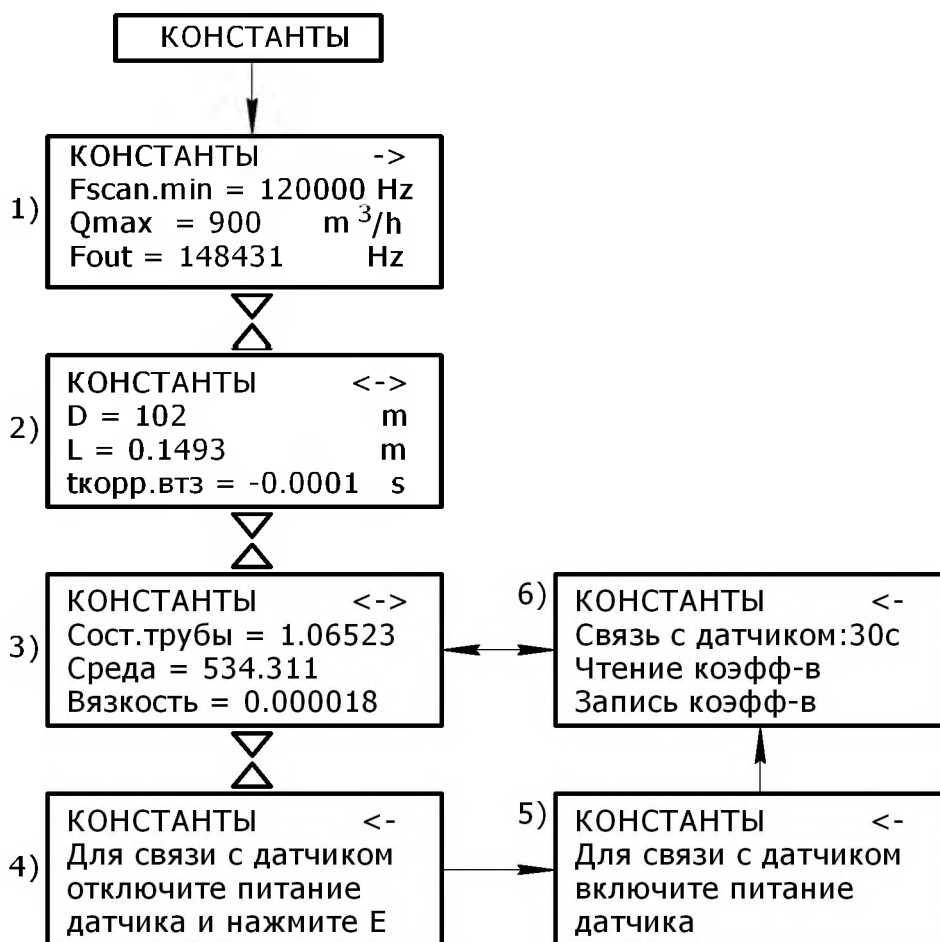 КОНСТАНТЫ
1)
КОНСТАНТЫ ->
Fscan.min = 120000 Hz
Qmax = 900 m³/h
Fout = 148431 Hz
2)
КОНСТАНТЫ <->
D = 102 m
L = 0.1493 m
tкорр.втз = -0.0001 s
3)
КОНСТАНТЫ <->
Сост.трубы = 1.06523
Среда = 534.311
Вязкость = 0.000018
6)
КОНСТАНТЫ <-
Связь с датчиком:30с
Чтение коэфф-в
Запись коэфф-в
4)
КОНСТАНТЫ <-
Для связи с датчиком
отключите питание
датчика и нажмите Е
5)
КОНСТАНТЫ <-
Для связи с датчиком
включите питание
датчика